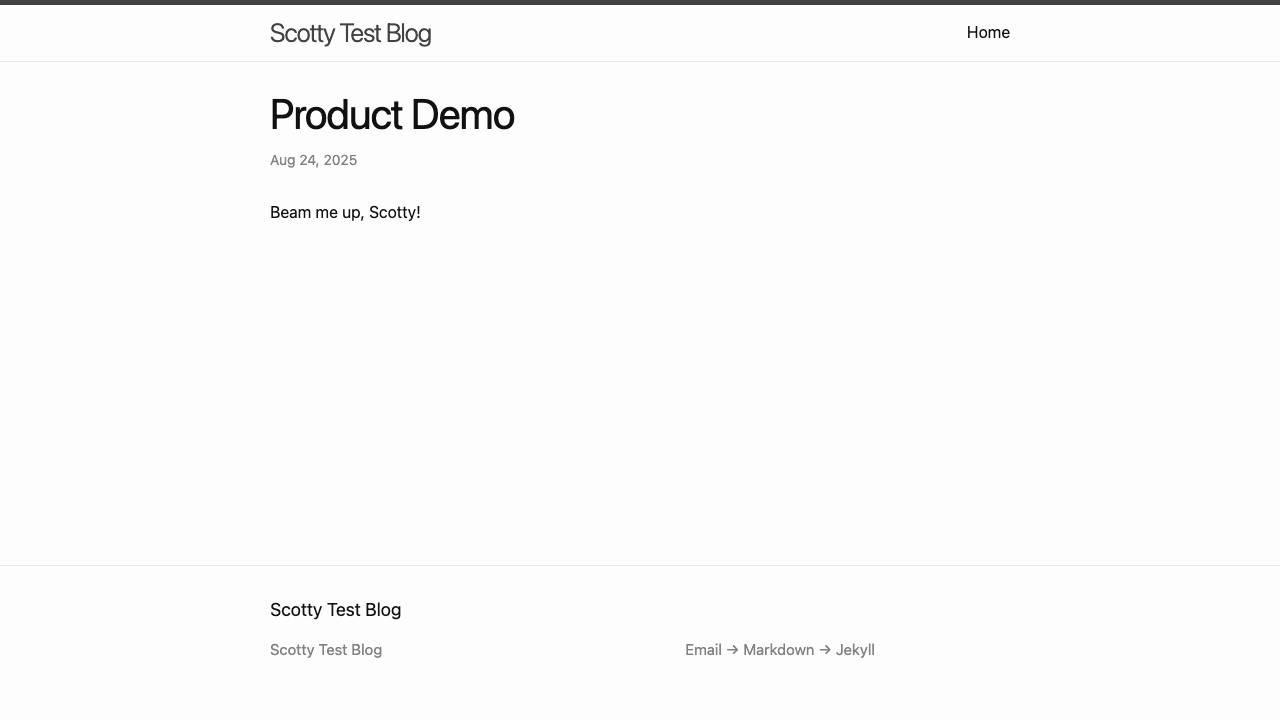 Scotty Test Blog
Home
Product Demo
Aug 24, 2025
Beam me up, Scotty!
Scotty Test Blog
Scotty Test Blog
Email → Markdown → Jekyll